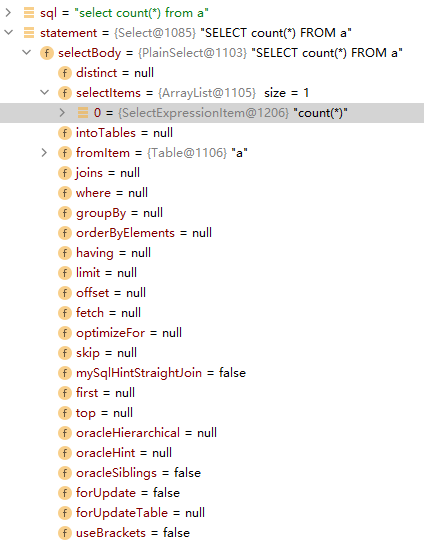 sql = "select count(*) from a"
statement = {Select@1085} "SELECT count(*) FROM a"
f selectBody = {PlainSelect@1103} "SELECT count(*) FROM a"
f distinct = null
f selectItems = {ArrayList@1105} size = 1
0 = {SelectExpressionItem@1206} "count(*)"
f intoTables = null
f fromItem = {Table@1106} "a"
f joins = null
f where = null
f groupBy = null
f orderByElements = null
f having = null
f limit = null
f offset = null
f fetch = null
f optimizeFor = null
f skip = null
f mySqlHintStraightJoin = false
f first = null
f top = null
f oracleHierarchical = null
f oracleHint = null
f oracleSiblings = false
f forUpdate = false
f forUpdateTable = null
f useBrackets = false